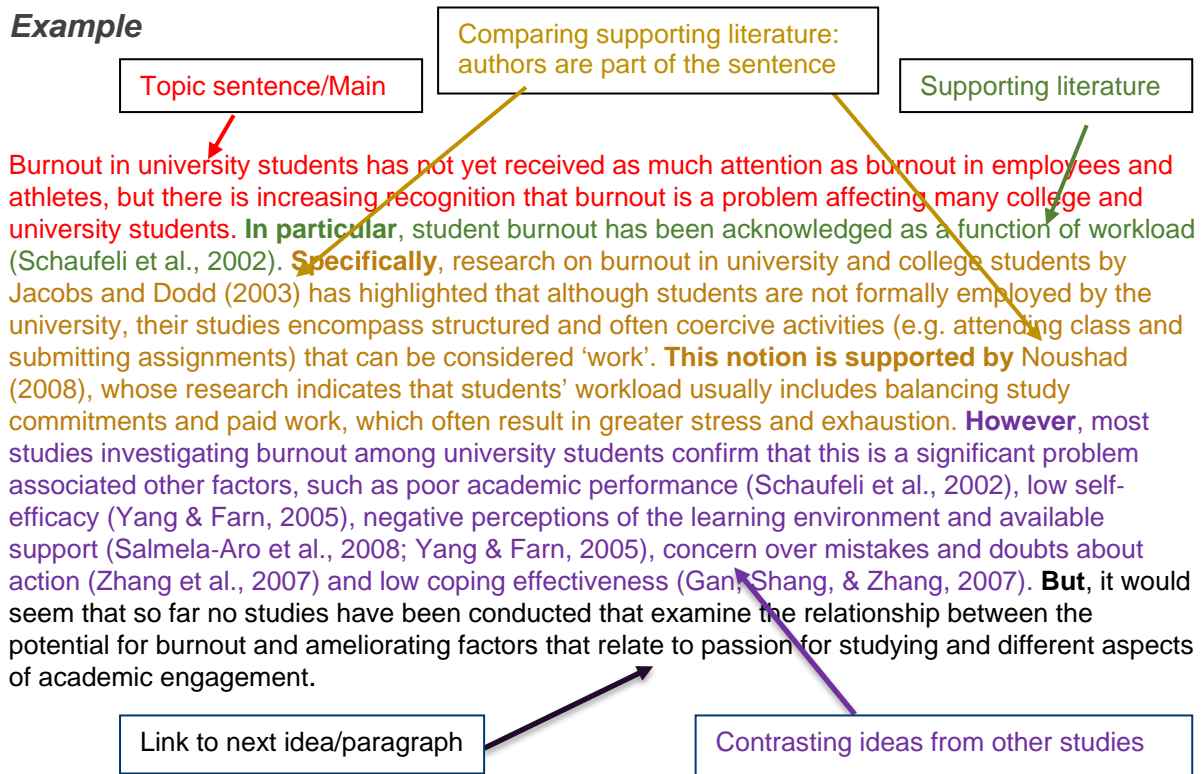 Example
Comparing supporting literature:
authors are part of the sentence
Topic sentence/Main
Supporting literature
Burnout in university students has not yet received as much attention as burnout in employees and
athletes, but there is increasing recognition that burnout is a problem affecting many college and
university students. In particular, student burnout has been acknowledged as a function of workload
(Schaufeli et al., 2002). Specifically, research on burnout in university and college students by
Jacobs and Dodd (2003) has highlighted that although students are not formally employed by the
university, their studies encompass structured and often coercive activities (e.g. attending class and
submitting assignments) that can be considered ‘work’. This notion is supported by Noushad
(2008), whose research indicates that students’ workload usually includes balancing study
commitments and paid work, which often result in greater stress and exhaustion. However, most
studies investigating burnout among university students confirm that this is a significant problem
associated other factors, such as poor academic performance (Schaufeli et al., 2002), low self-
efficacy (Yang & Farn, 2005), negative perceptions of the learning environment and available
support (Salmela-Aro et al., 2008; Yang & Farn, 2005), concern over mistakes and doubts about
action (Zhang et al., 2007) and low coping effectiveness (Gan, Shang, & Zhang, 2007). But, it would
seem that so far no studies have been conducted that examine the relationship between the
potential for burnout and ameliorating factors that relate to passion for studying and different aspects
of academic engagement.
Link to next idea/paragraph
Contrasting ideas from other studies